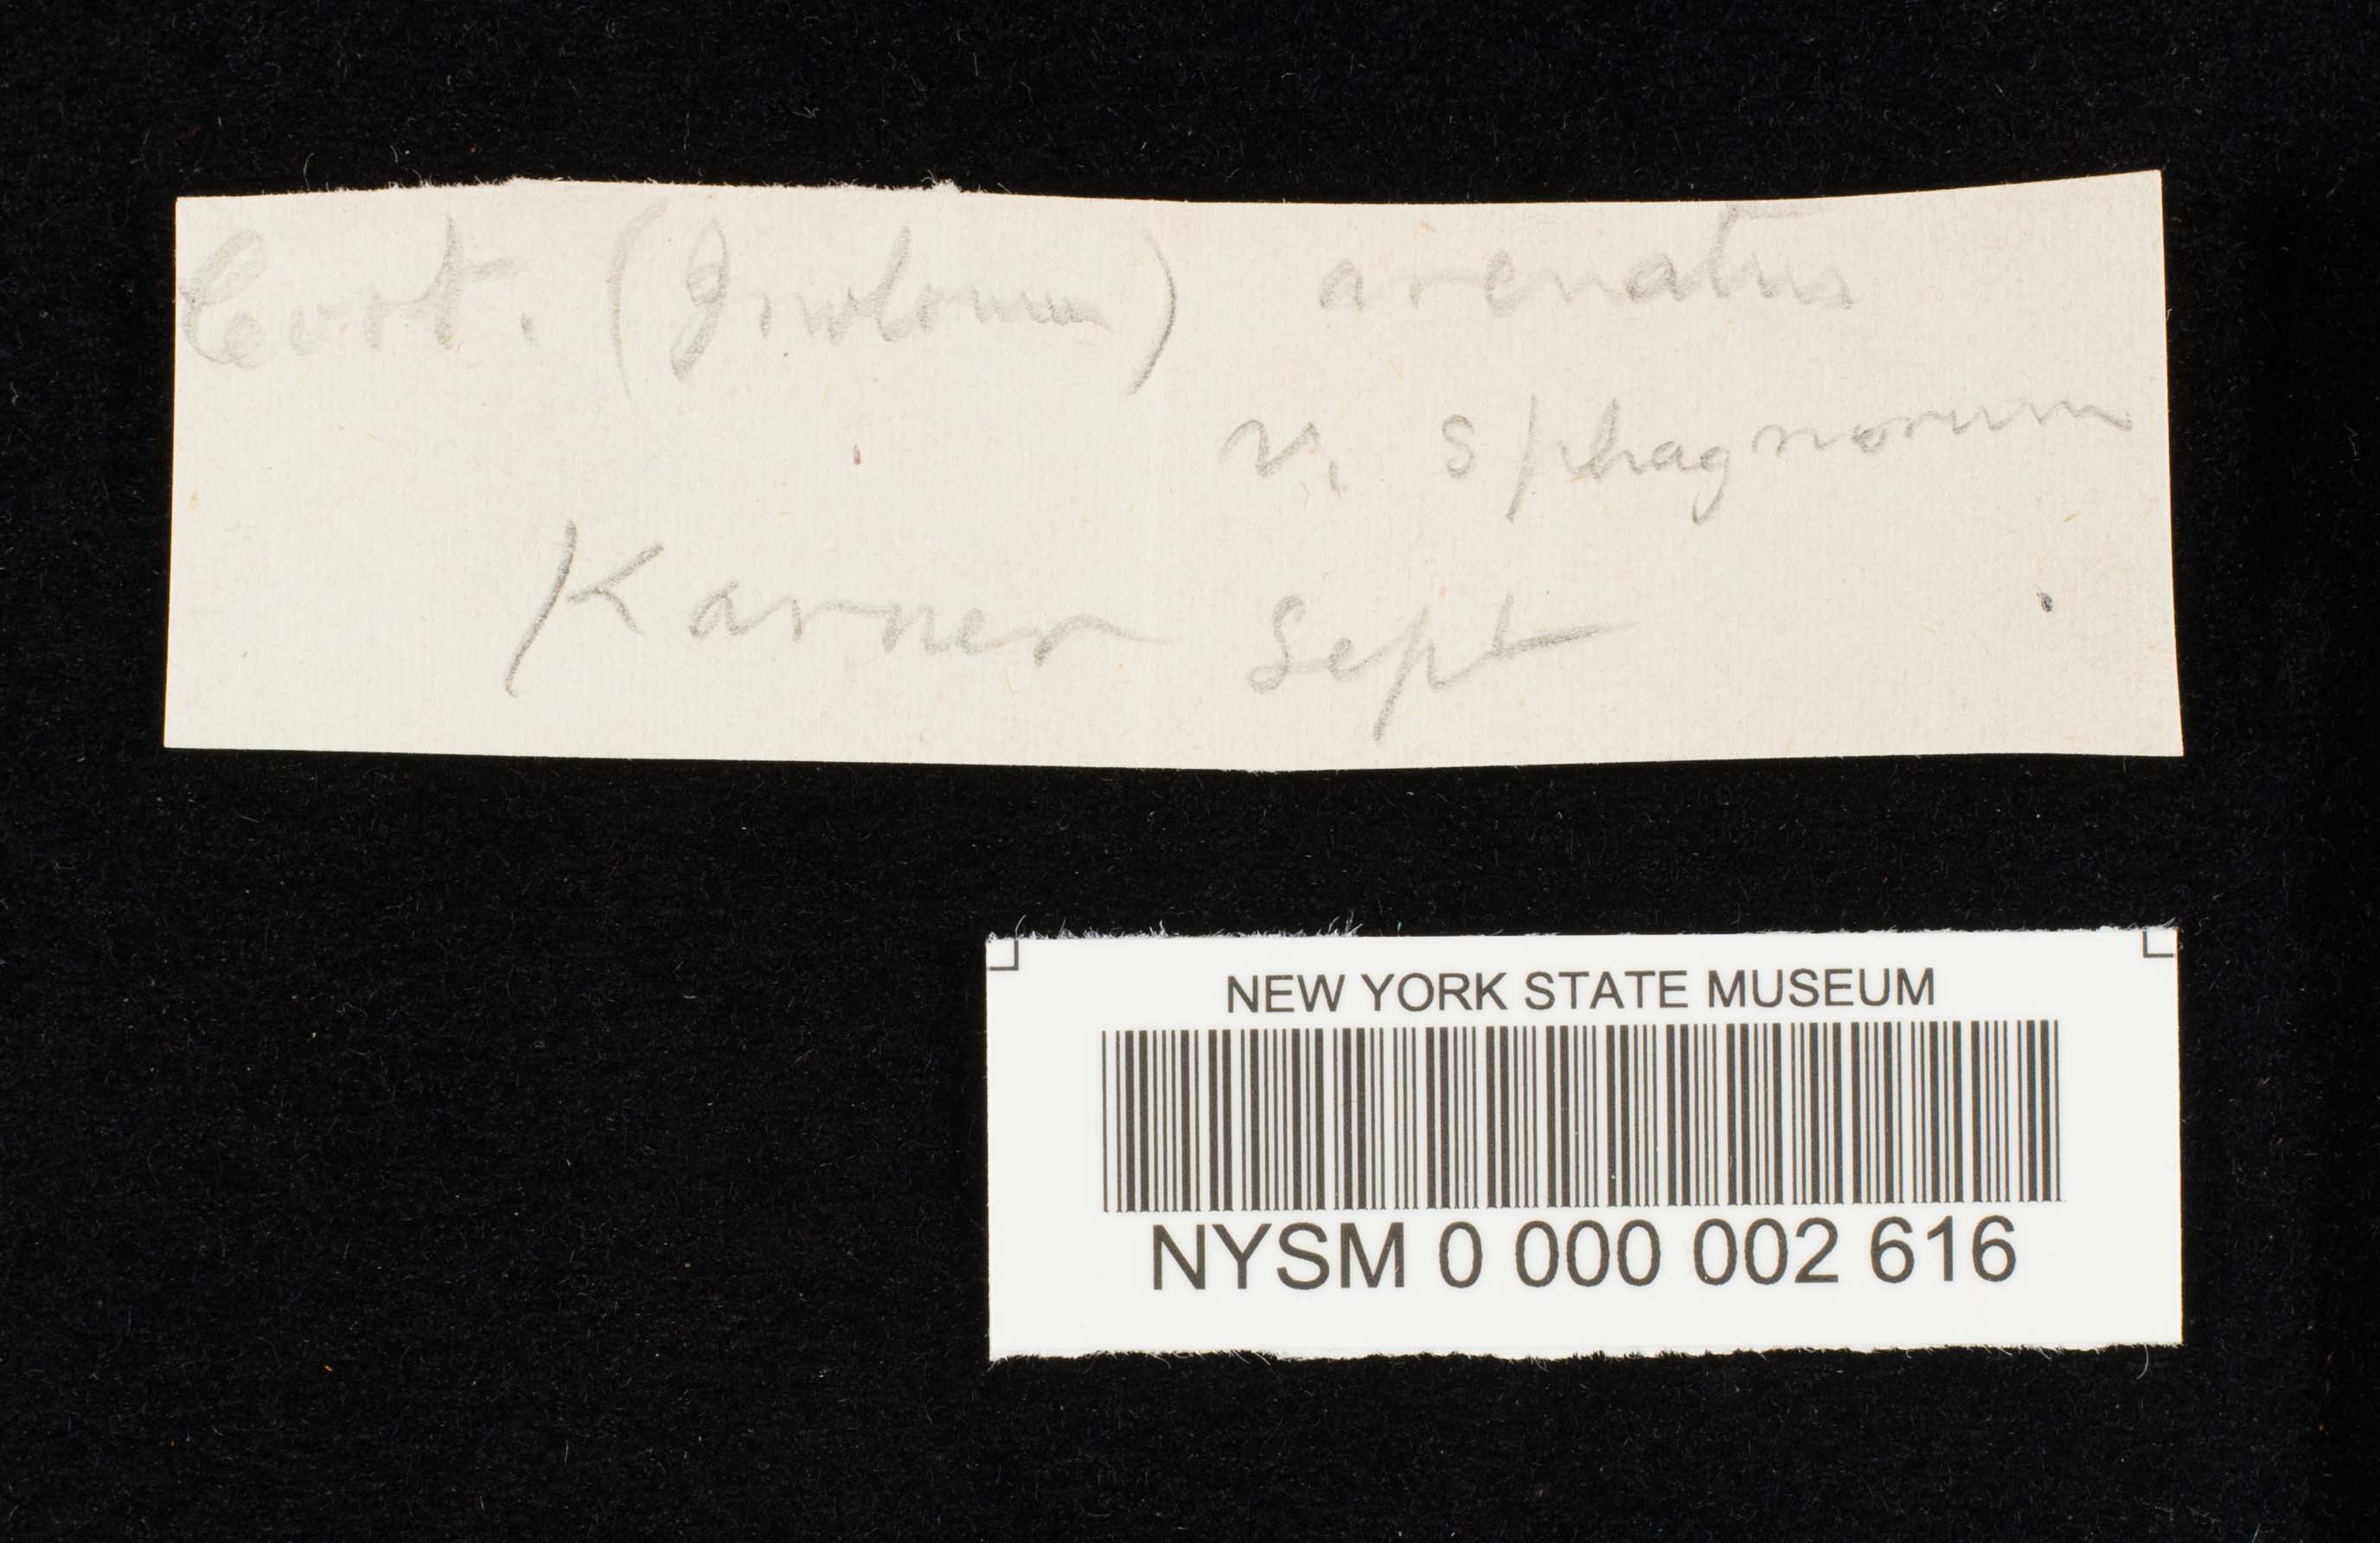 Cort. (Inoloma) arenatus
v. sphagnorum
Karner Sept
NEW YORK STATE MUSEUM
NYSM 0 000 002 616